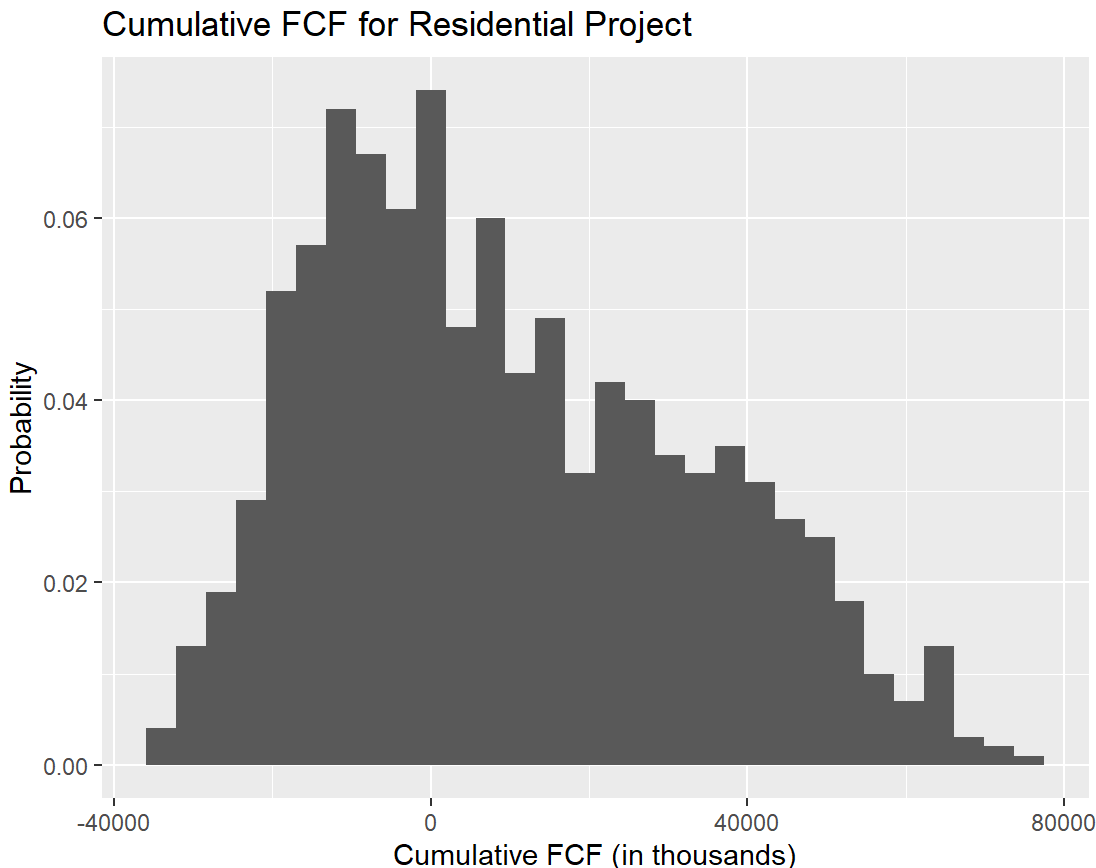 Cumulative FCF for Residential Project
0.06
0.04
0.02
0.00
Probability
-40000 0 40000 80000
Cumulative FCF (in thousands)